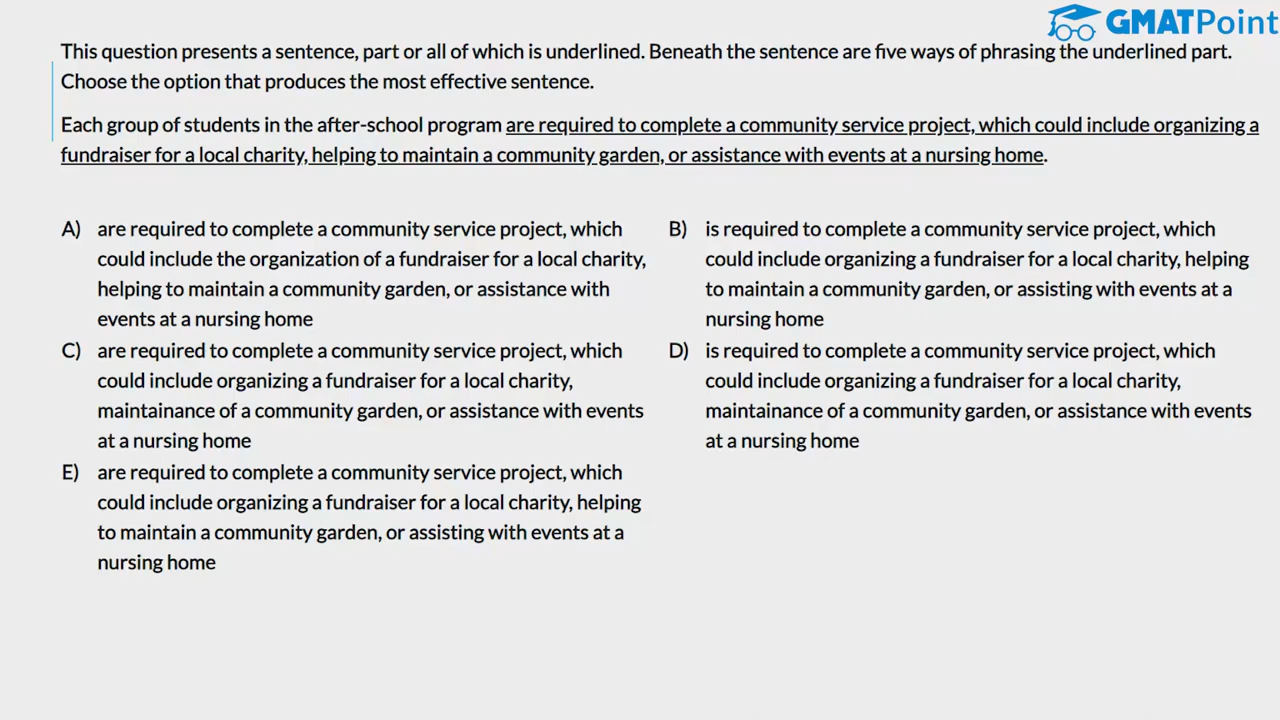 GMATPoint
This question presents a sentence, part or all of which is underlined. Beneath the sentence are five ways of phrasing the underlined part.
Choose the option that produces the most effective sentence.
Each group of students in the after-school program are required to complete a community service project, which could include organizing a
fundraiser for a local charity, helping to maintain a community garden, or assistance with events at a nursing home.
A) are required to complete a community service project, which
could include the organization of a fundraiser for a local charity,
helping to maintain a community garden, or assistance with
events at a nursing home
B) is required to complete a community service project, which
could include organizing a fundraiser for a local charity, helping
to maintain a community garden, or assisting with events at a
nursing home
C) are required to complete a community service project, which
could include organizing a fundraiser for a local charity,
maintainance of a community garden, or assistance with events
at a nursing home
D) is required to complete a community service project, which
could include organizing a fundraiser for a local charity,
maintainance of a community garden, or assistance with events
at a nursing home
E) are required to complete a community service project, which
could include organizing a fundraiser for a local charity, helping
to maintain a community garden, or assisting with events at a
nursing home